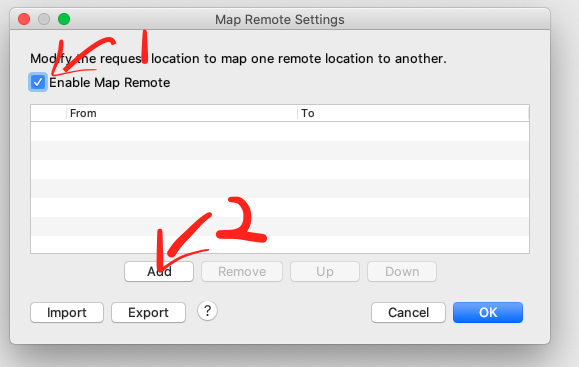 Map Remote Settings
1
Modify the request location to map one remote location to another.
Enable Map Remote
From To
2
Add Remove Up Down
Import Export ? Cancel OK